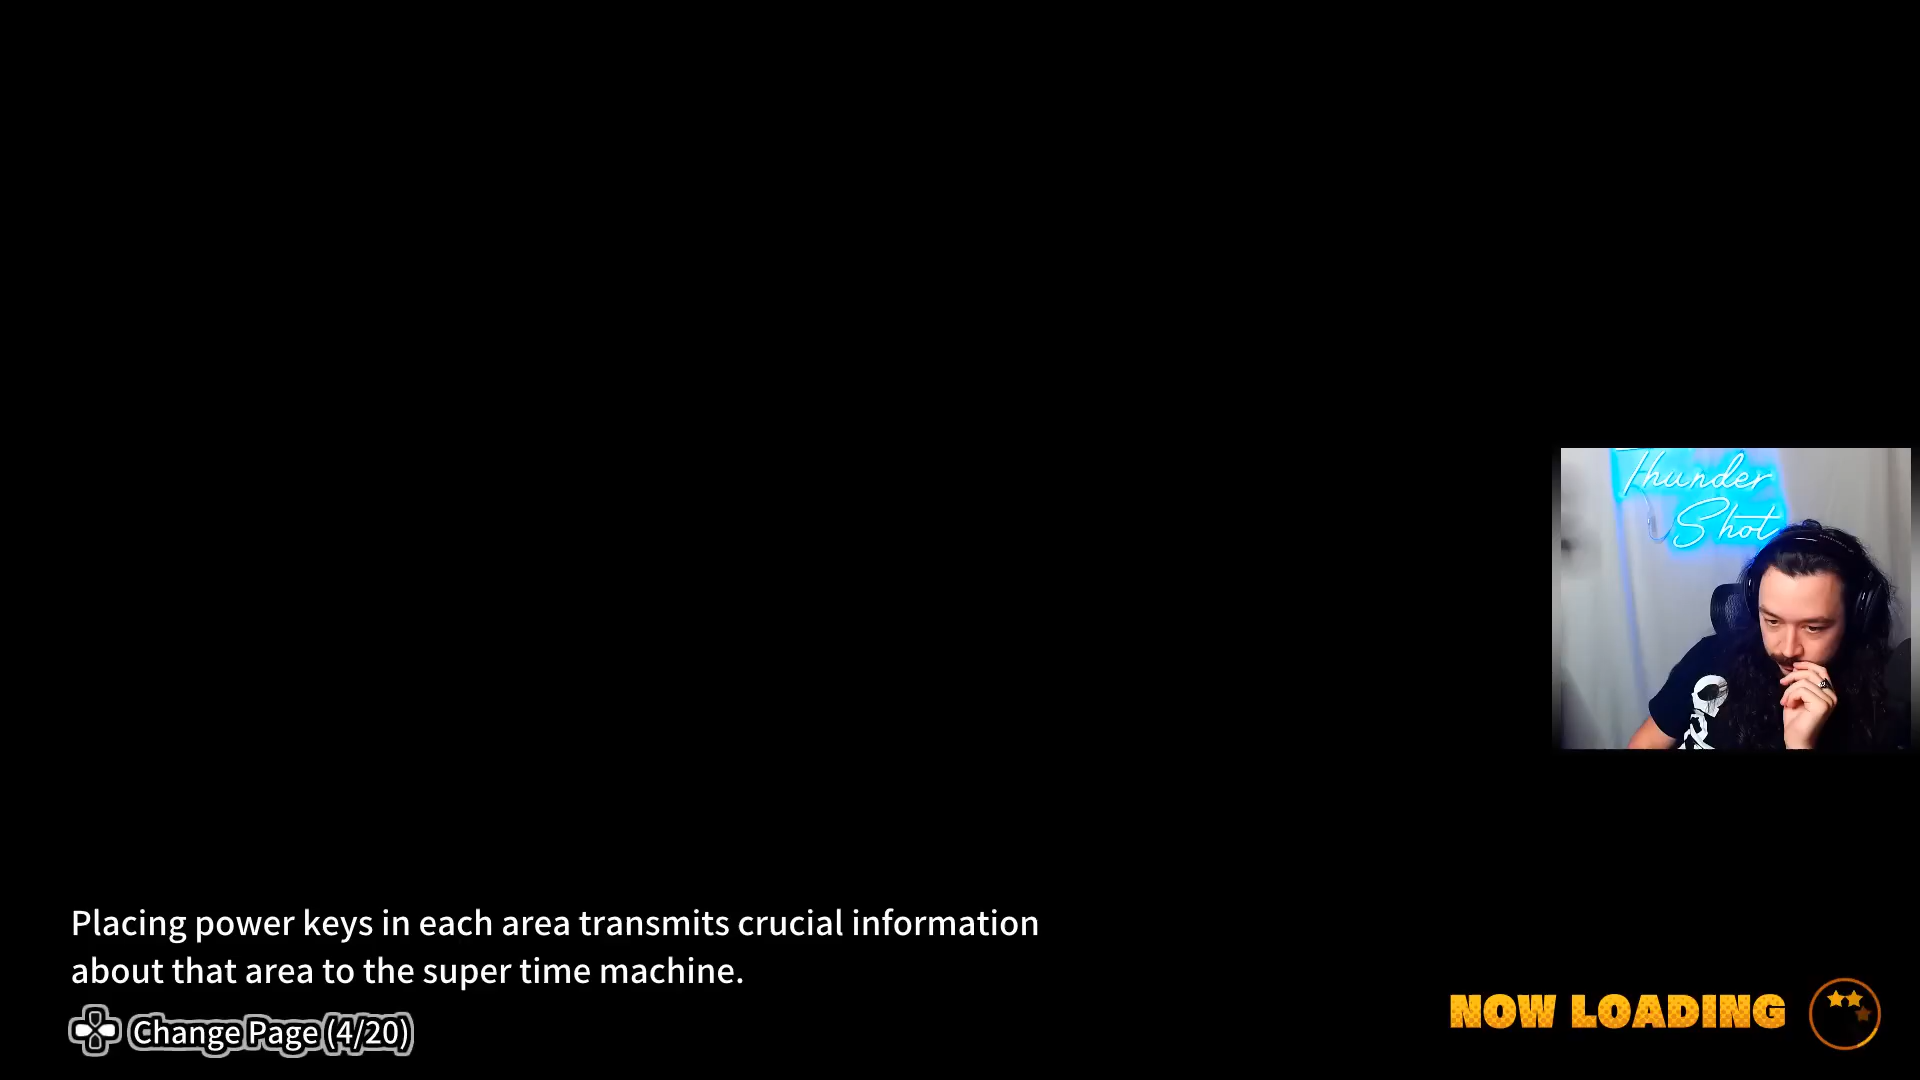 Thunder
Shot
Placing power keys in each area transmits crucial information
about that area to the super time machine.
Change Page (4/20)
NOW LOADING